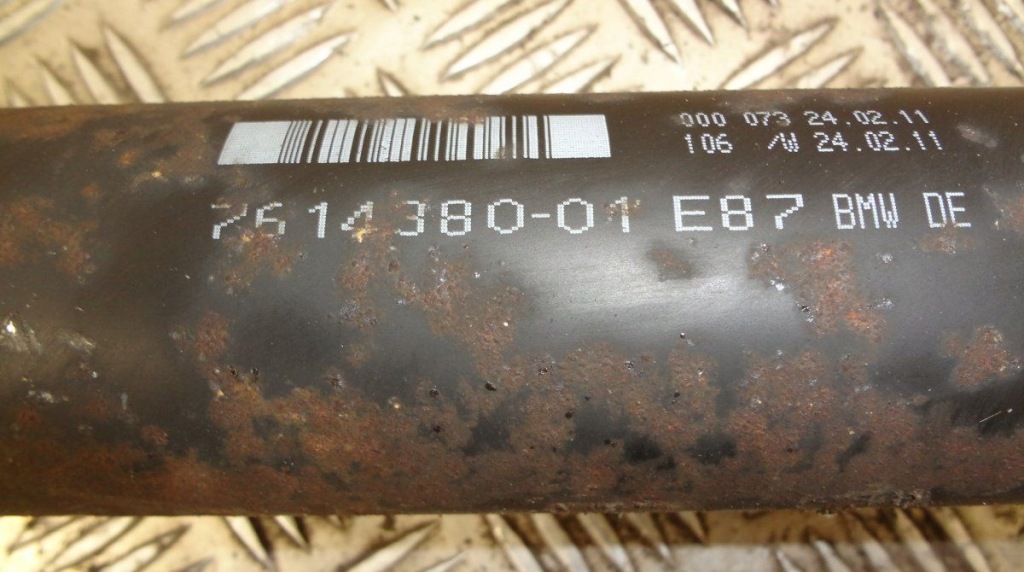 000 073 24.02.11
106 /W 24.02.11
7614380-01 E87 BMW DE